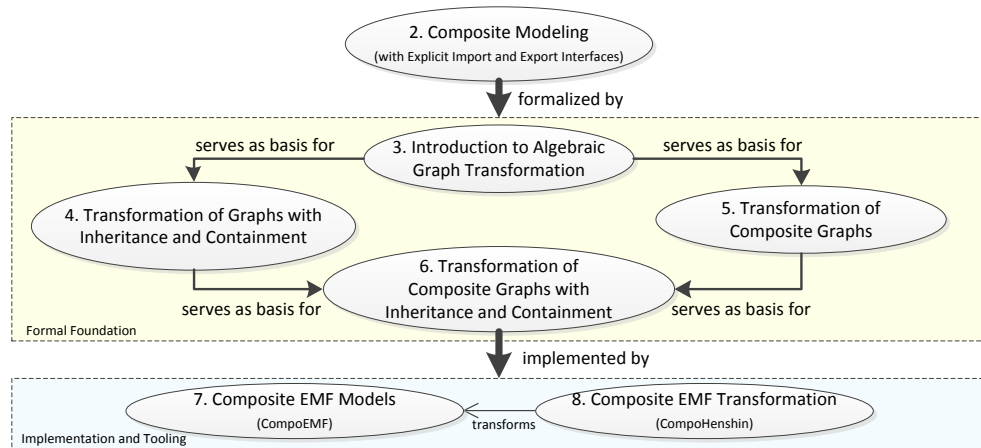 2. Composite Modeling
(with Explicit Import and Export Interfaces)
formalized by
serves as basis for
3. Introduction to Algebraic
Graph Transformation
serves as basis for
4. Transformation of Graphs with
Inheritance and Containment
5. Transformation of
Composite Graphs
6. Transformation of
Composite Graphs with
Inheritance and Containment
serves as basis for
serves as basis for
Formal Foundation
implemented by
7. Composite EMF Models
(CompoEMF)
transforms
8. Composite EMF Transformation
(CompoHenshin)
Implementation and Tooling